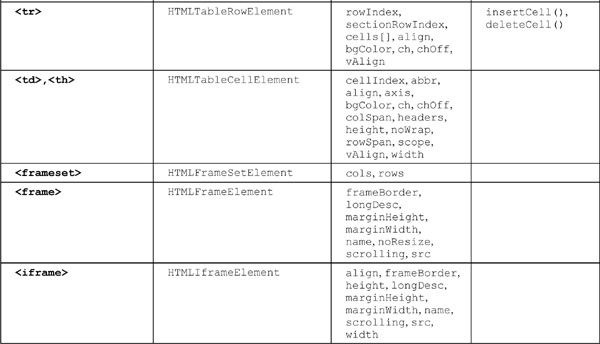 <tr> HTMLTableRowElement rowIndex, insertCell(),
sectionRowIndex, deleteCell()
cells[], align,
bgColor, ch, chOff,
vAlign
<td>,<th> HTMLTableCellElement cellIndex, abbr,
align, axis,
bgColor, ch, chOff,
colSpan, headers,
height, noWrap,
rowSpan, scope,
vAlign, width
<frameset> HTMLFrameSetElement cols, rows
<frame> HTMLFrameElement frameBorder,
longDesc,
marginHeight,
marginWidth,
name, noResize,
scrolling, src
<iframe> HTMLIframeElement align, frameBorder,
height, longDesc,
marginHeight,
marginWidth, name,
scrolling, src,
width